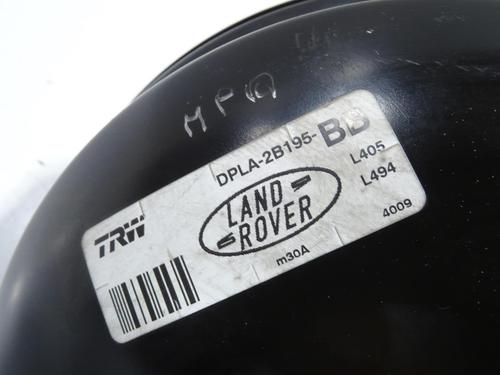 MPQ
DPLA-2B195-BB
L405
L494
TRW
LAND
ROVER
4009
m30A